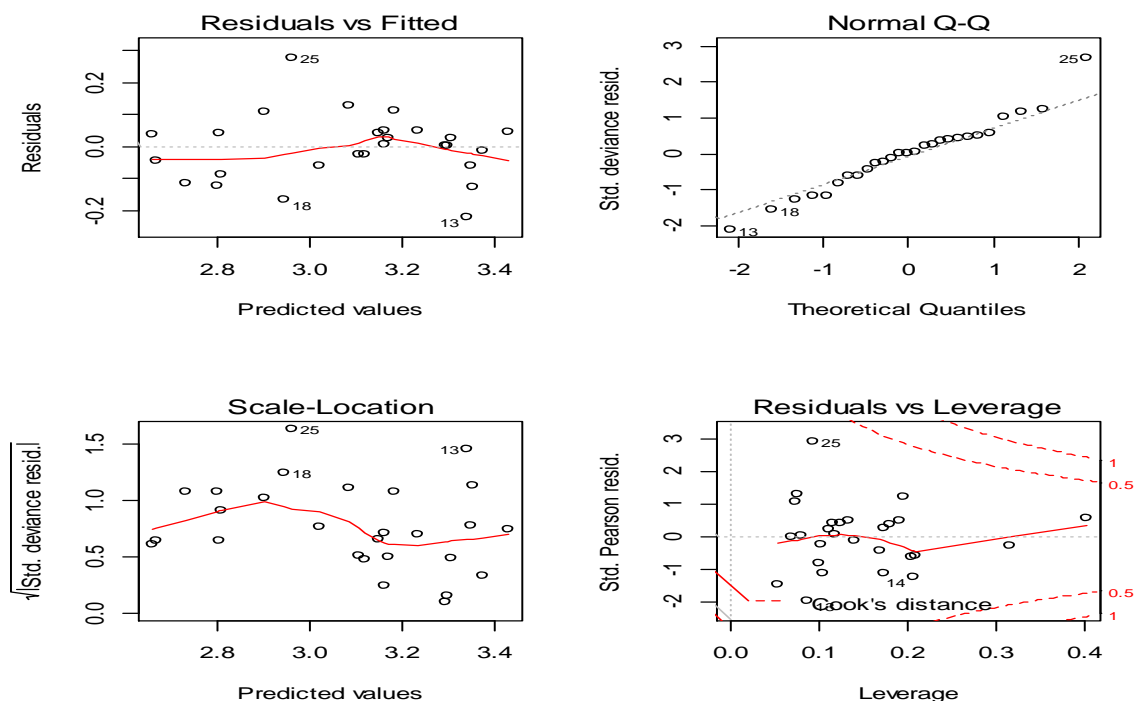 Residuals vs Fitted
Residuals
0.2
0.0
-0.2
25
18
13
2.8 3.0 3.2 3.4
Predicted values
Normal Q-Q
Std. deviance resid.
3
2
1
0
-1
-2
25
18
13
-2 -1 0 1 2
Theoretical Quantiles
Scale-Location
√|Std. deviance resid.|
1.5
1.0
0.5
0.0
25
13
18
2.8 3.0 3.2 3.4
Predicted values
Residuals vs Leverage
Std. Pearson resid.
3
2
1
0
-1
-2
25
14
Cook's distance
1
0.5
0.5
1
0.0 0.1 0.2 0.3 0.4
Leverage